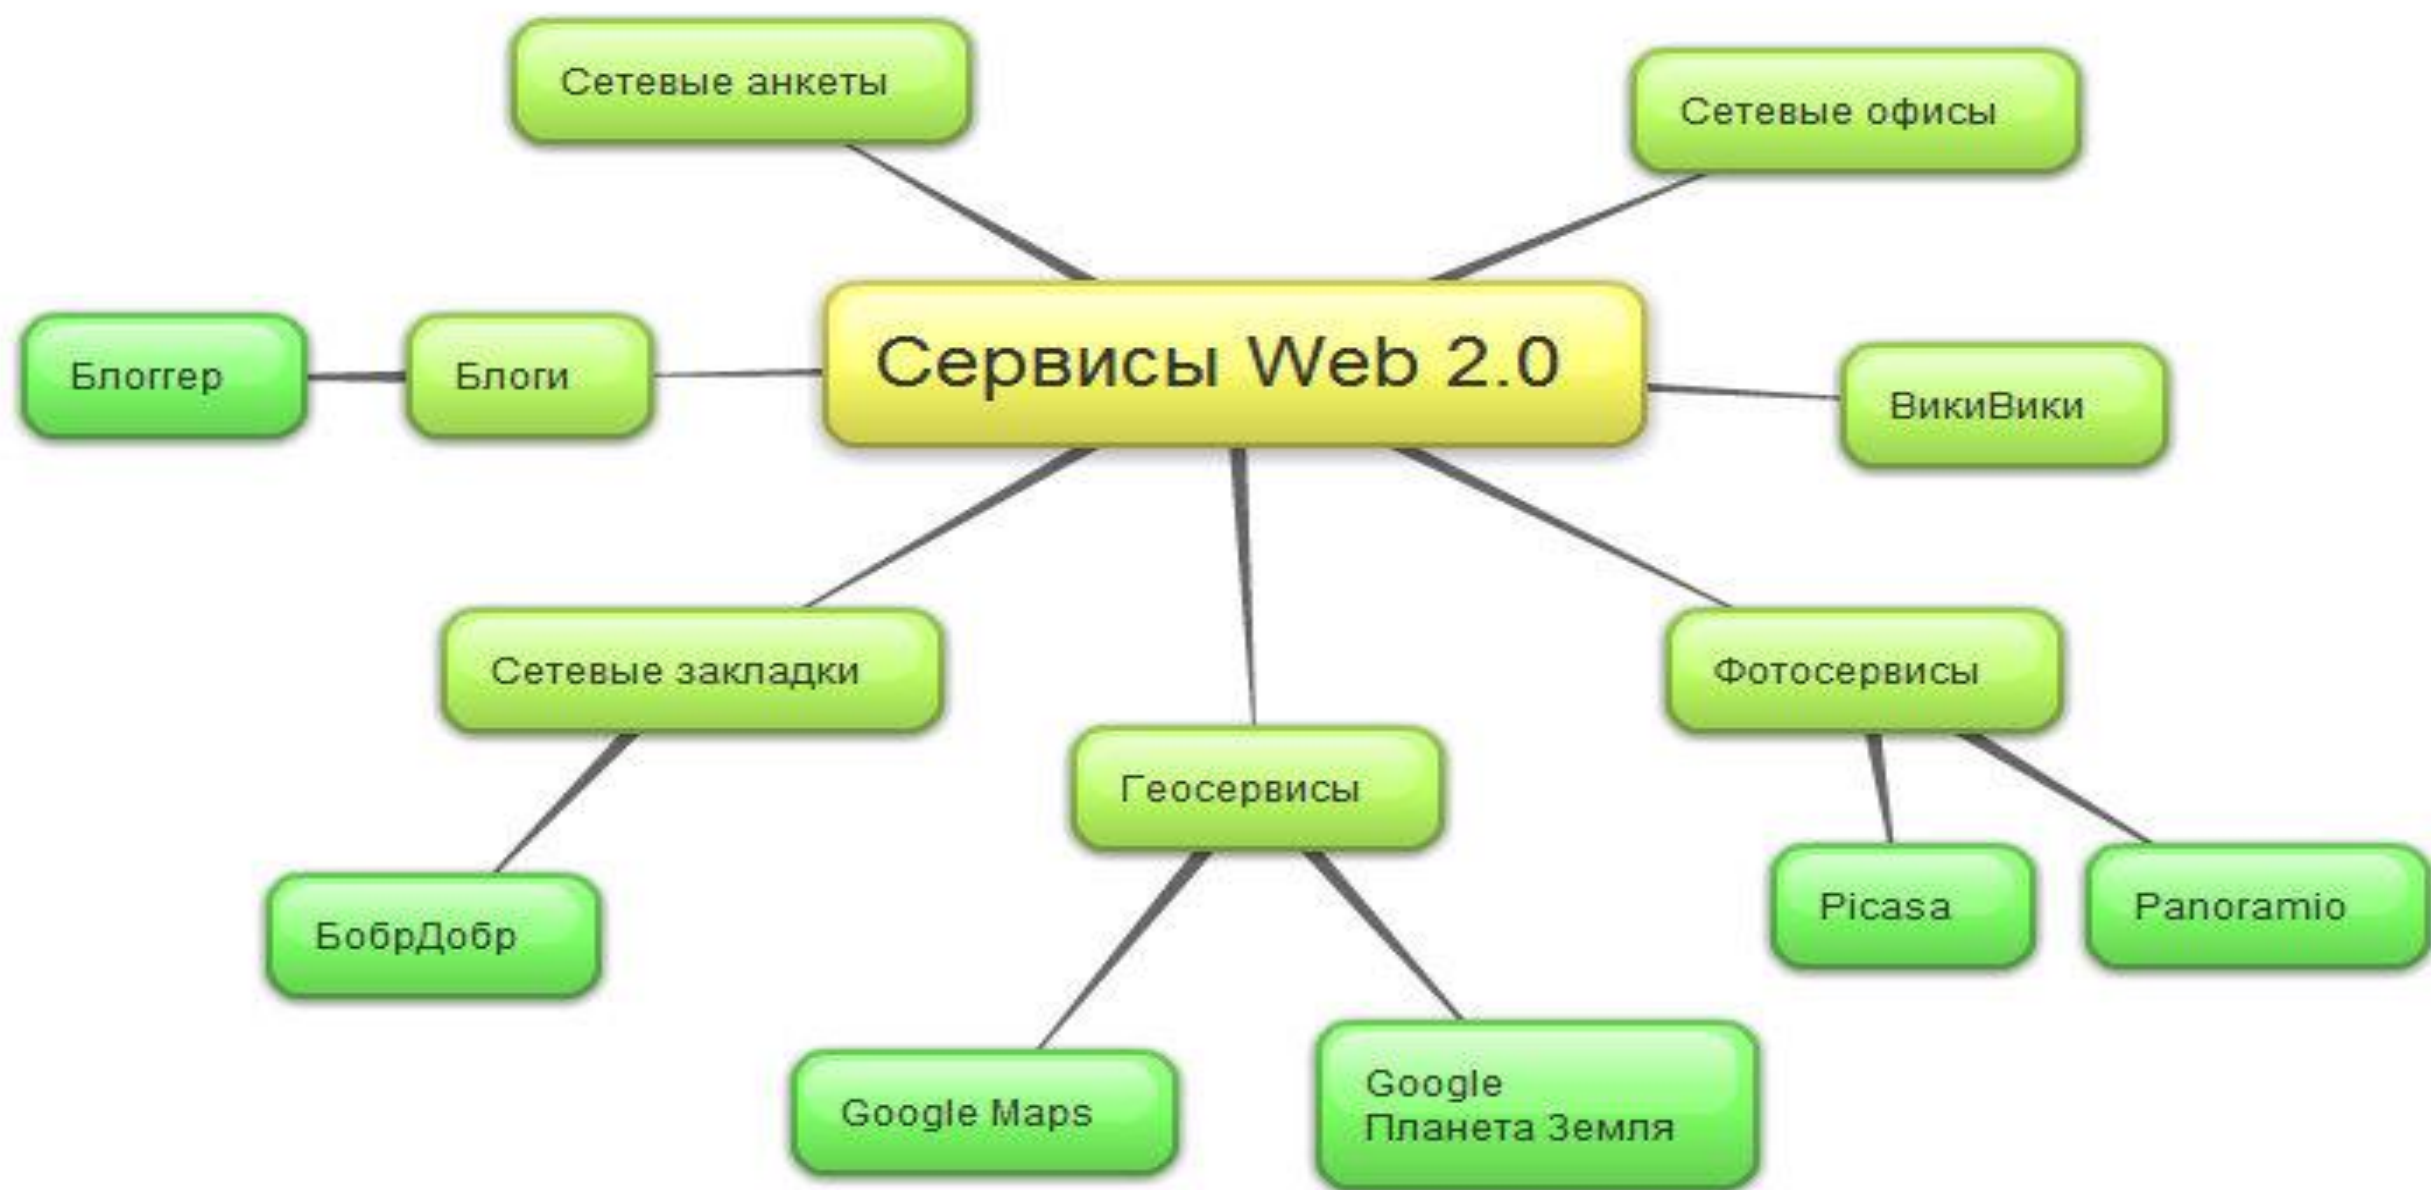 Сетевые анкеты
Сетевые офисы
Сервисы Web 2.0
Блоггер
Блоги
ВикиВики
Сетевые закладки
Фотосервисы
Геосервисы
Picasa
Panoramio
БобрДобр
Google Maps
Google
Планета Земля